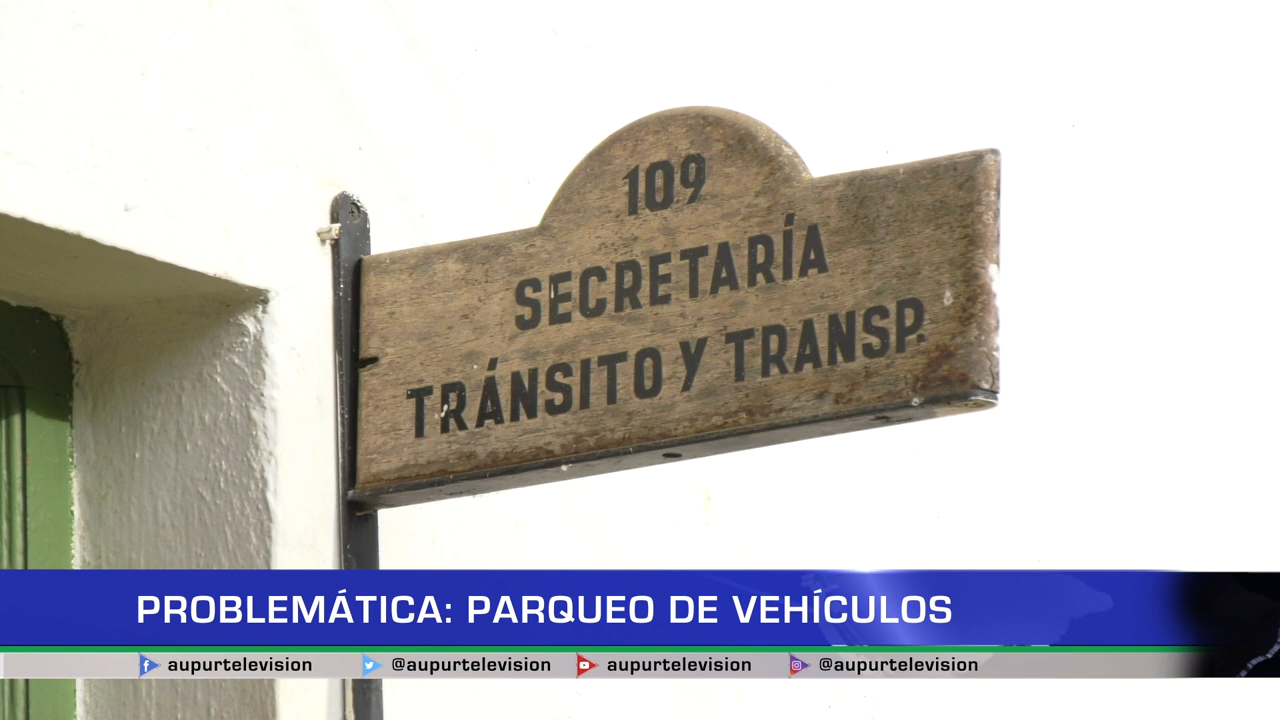 109
SECRETARÍA
TRÁNSITO Y TRANSP.
PROBLEMÁTICA: PARQUEO DE VEHÍCULOS
aupurtelevision @aupurtelevision aupurtelevision @aupurtelevision